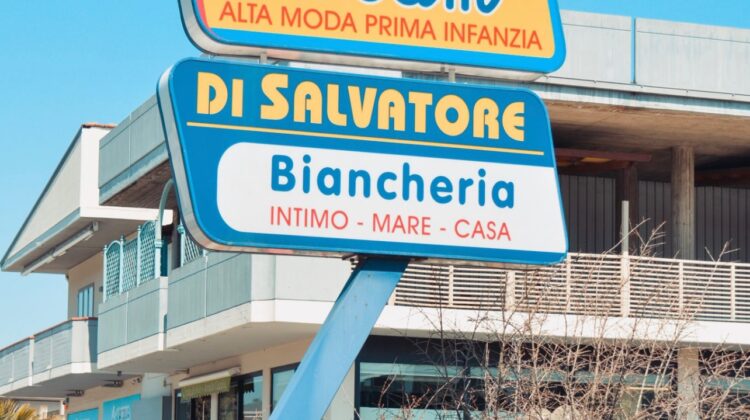 ALTA MODA PRIMA INFANZIA
DI SALVATORE
Biancheria
INTIMO - MARE - CASA